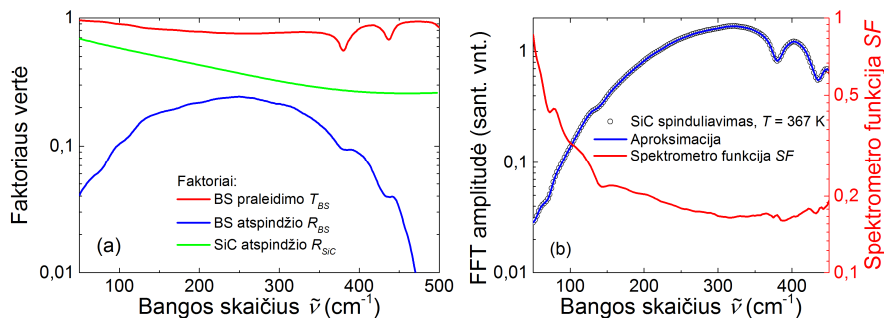 1
0,1
0,01
Faktoriaus vertė
Faktoriai:
BS praleidimo T_BS
BS atspindžio R_BS
SiC atspindžio R_SiC
(a)
100 200 300 400 500
Bangos skaičius ṽ (cm⁻¹)
1
0,1
0,01
FFT amplitudė (sant. vnt.)
SiC spinduliavimas, T = 367 K
Aproksimacija
Spektrometro funkcija SF
(b)
100 200 300 400
Bangos skaičius ṽ (cm⁻¹)
1
0,5
0,2
0,1
Spektrometro funkcija SF